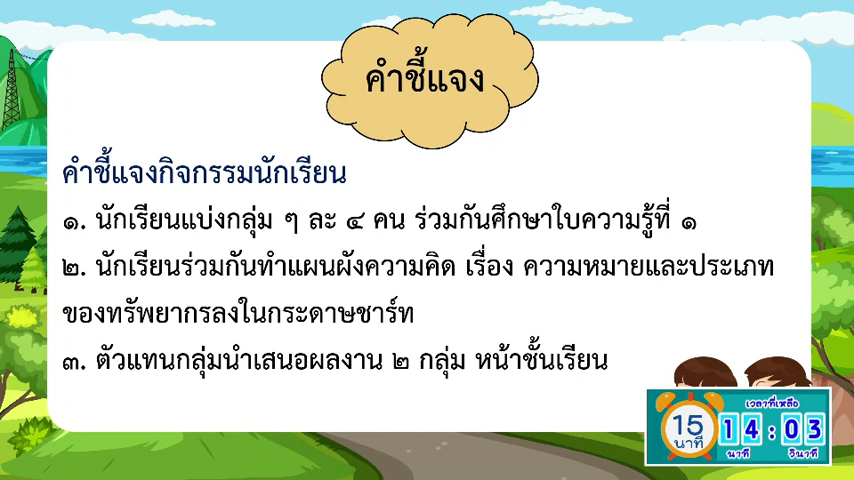 คำชี้แจง
คำชี้แจงกิจกรรมนักเรียน
๑. นักเรียนแบ่งกลุ่ม ๆ ละ ๔ คน ร่วมกันศึกษาใบความรู้ที่ ๑
๒. นักเรียนร่วมกันทำแผนผังความคิด เรื่อง ความหมายและประเภท
ของทรัพยากรลงในกระดาษชาร์ท
๓. ตัวแทนกลุ่มนำเสนอผลงาน ๒ กลุ่ม หน้าชั้นเรียน
เวลาที่เหลือ
15 นาที
14 : 03
นาที วินาที